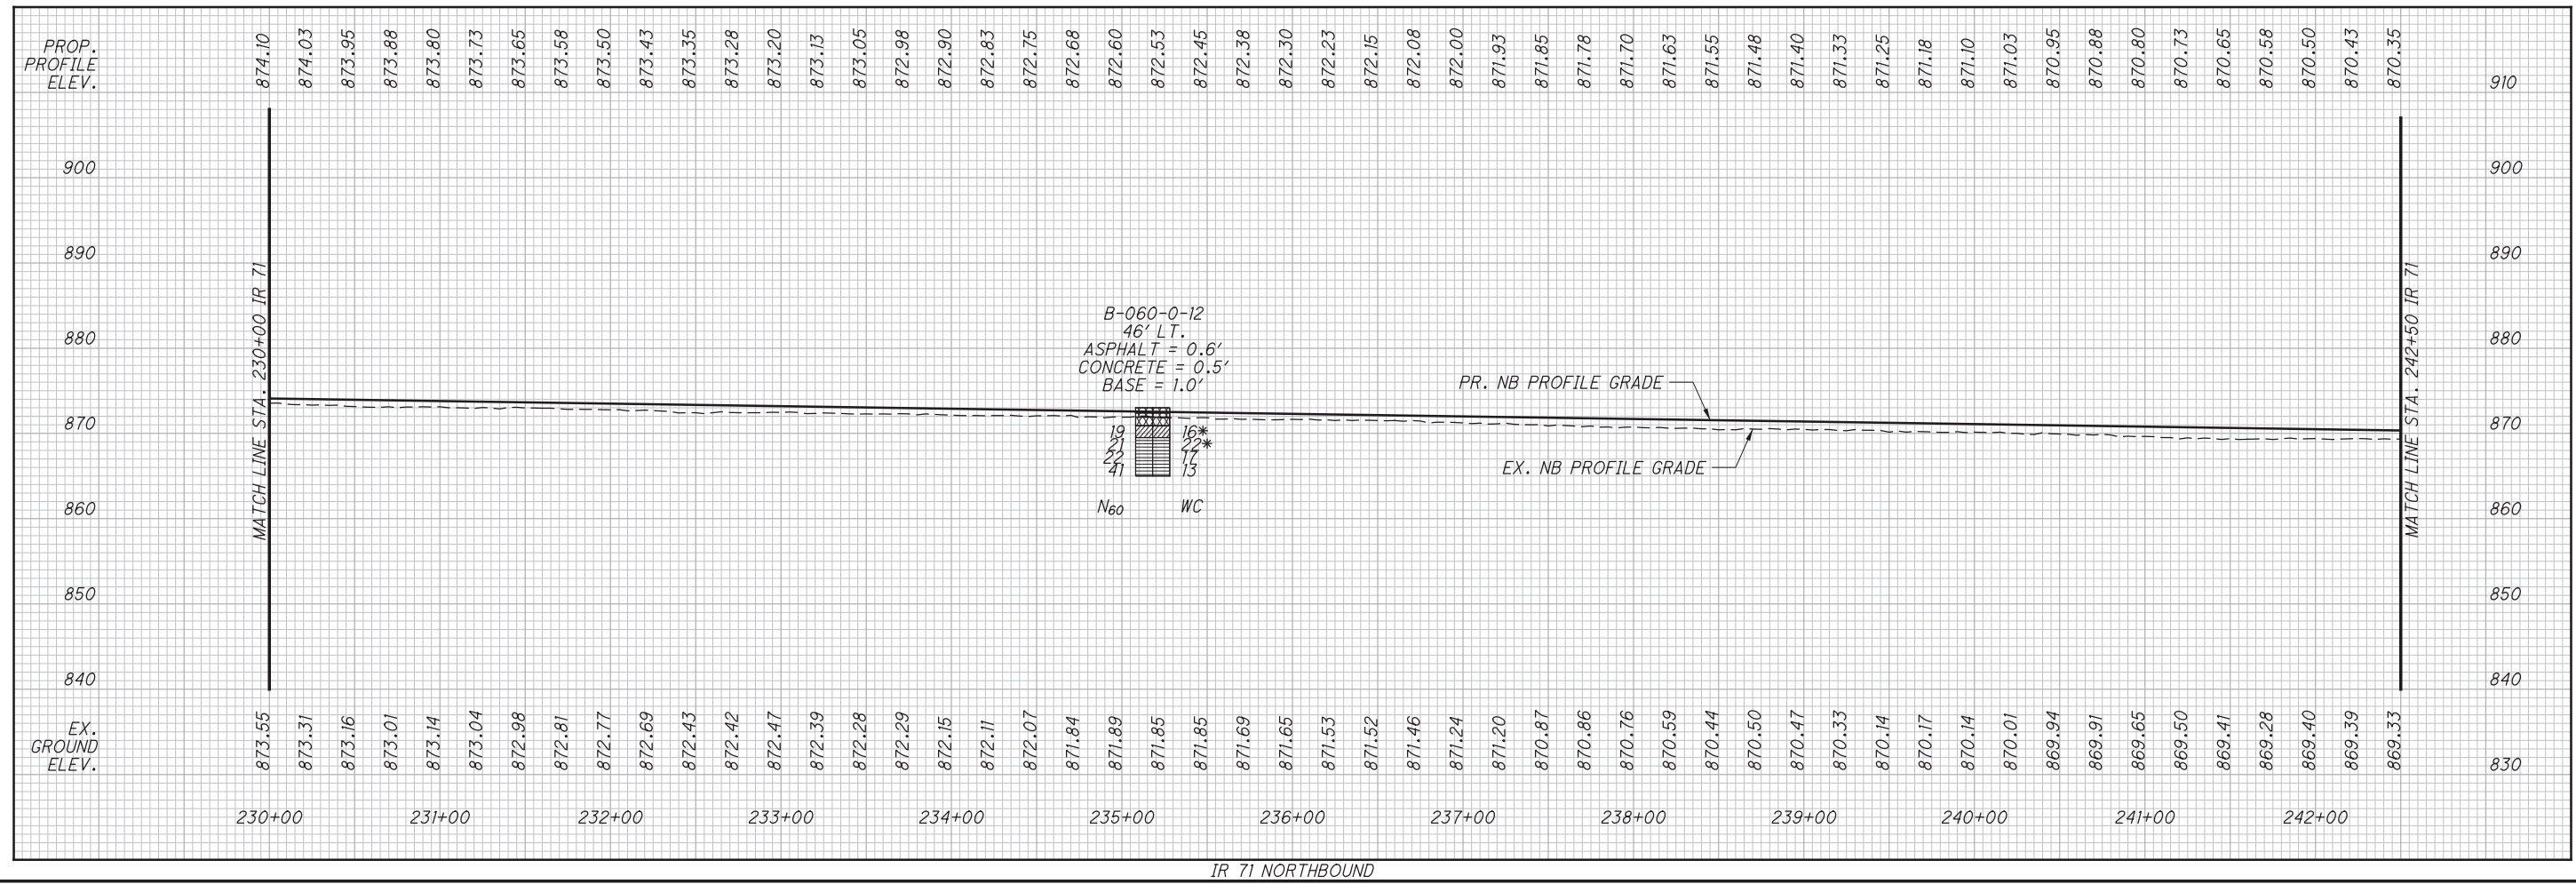 PROP.
PROFILE
ELEV.
874.10 874.03 873.95 873.88 873.80 873.73 873.65 873.58 873.50 873.43 873.35 873.28 873.20 873.13 873.05 872.98 872.90 872.83 872.75 872.68 872.60 872.53 872.45 872.38 872.30 872.23 872.15 872.08 872.00 871.93 871.85 871.78 871.70 871.63 871.55 871.48 871.40 871.33 871.25 871.18 871.10 871.03 870.95 870.88 870.80 870.73 870.65 870.58 870.50 870.43 870.35
910
900 900
890 890
880 880
870 870
860 860
850 850
840 840
830
MATCH LINE STA. 230+00 IR 71
B-060-0-12
46' LT.
ASPHALT = 0.6'
CONCRETE = 0.5'
BASE = 1.0'
19 16*
21 22*
22 17
41 13
N60 WC
PR. NB PROFILE GRADE
EX. NB PROFILE GRADE
MATCH LINE STA. 242+50 IR 71
EX.
GROUND
ELEV.
873.55 873.31 873.16 873.01 873.14 873.04 872.98 872.81 872.77 872.69 872.43 872.42 872.47 872.39 872.28 872.29 872.15 872.11 872.07 871.84 871.89 871.85 871.85 871.69 871.65 871.53 871.52 871.46 871.24 871.20 870.87 870.86 870.76 870.59 870.44 870.50 870.47 870.33 870.14 870.17 870.14 870.01 869.94 869.91 869.65 869.50 869.41 869.28 869.40 869.39 869.33
230+00 231+00 232+00 233+00 234+00 235+00 236+00 237+00 238+00 239+00 240+00 241+00 242+00
IR 71 NORTHBOUND